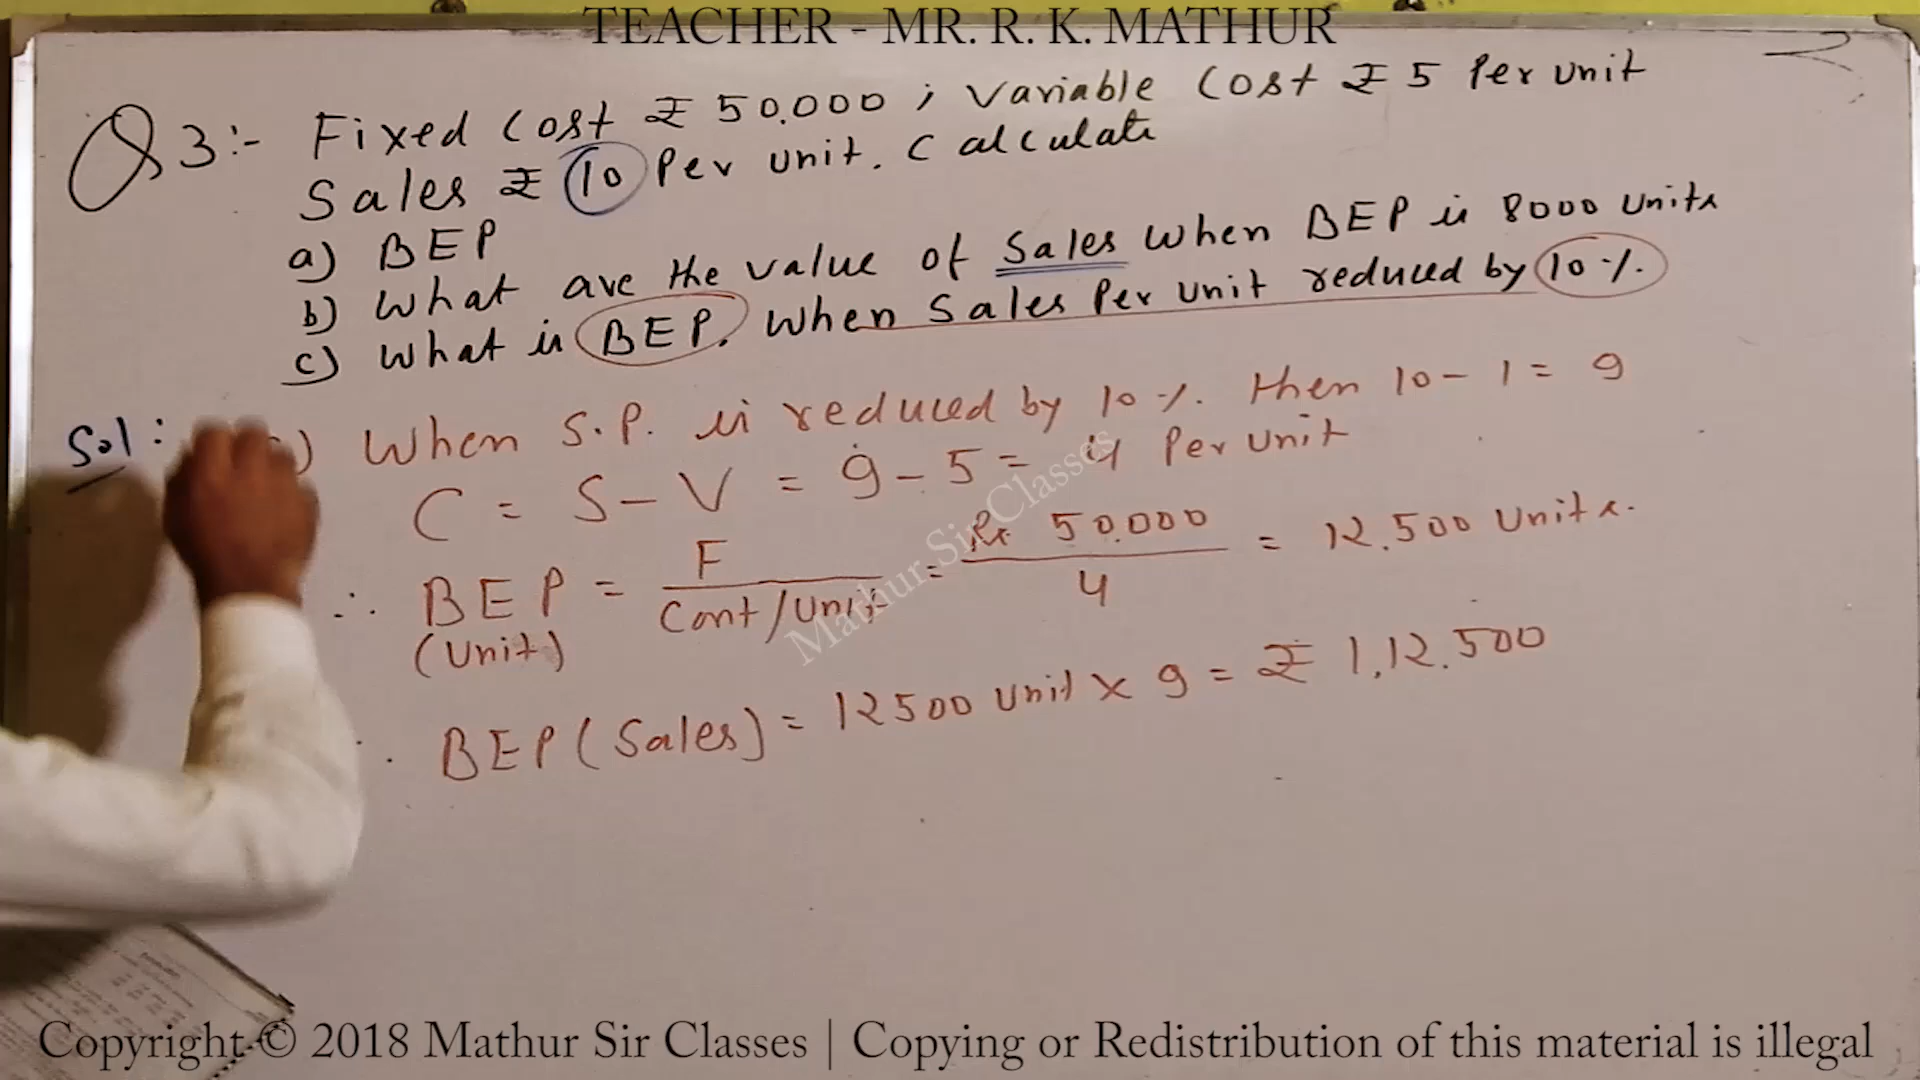 TEACHER - MR. R. K. MATHUR
Q3:- Fixed Cost ₹ 50,000 ; Variable Cost ₹ 5 Per unit
Sales ₹ 10 Per unit. Calculate
a) BEP
b) What are the value of Sales when BEP is 8000 units
c) What is BEP. When Sales Per unit reduced by 10%.
Sol: ) When S.P. is reduced by 10%. then 10 - 1 = 9
C = S - V = 9 - 5 = 4 Per unit
∴ BEP = F / Cont/Unit = Rs 50,000 / 4 = 12,500 Units.
(Unit)
BEP (Sales) = 12500 unit x 9 = ₹ 1,12,500
Mathur Sir Classes
Copyright © 2018 Mathur Sir Classes | Copying or Redistribution of this material is illegal